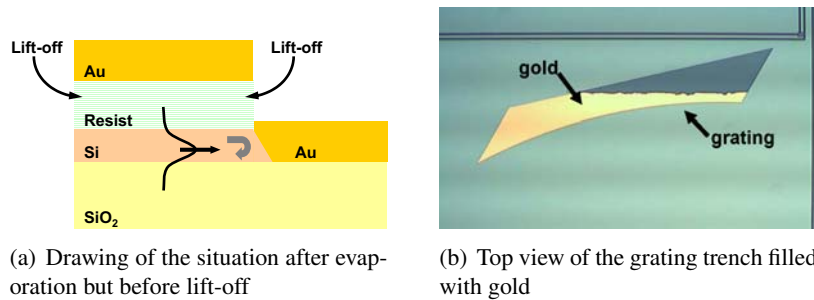 Lift-off
Lift-off
Au
Resist
Si
Au
SiO2
gold
grating
(a) Drawing of the situation after evap-
oration but before lift-off
(b) Top view of the grating trench filled
with gold